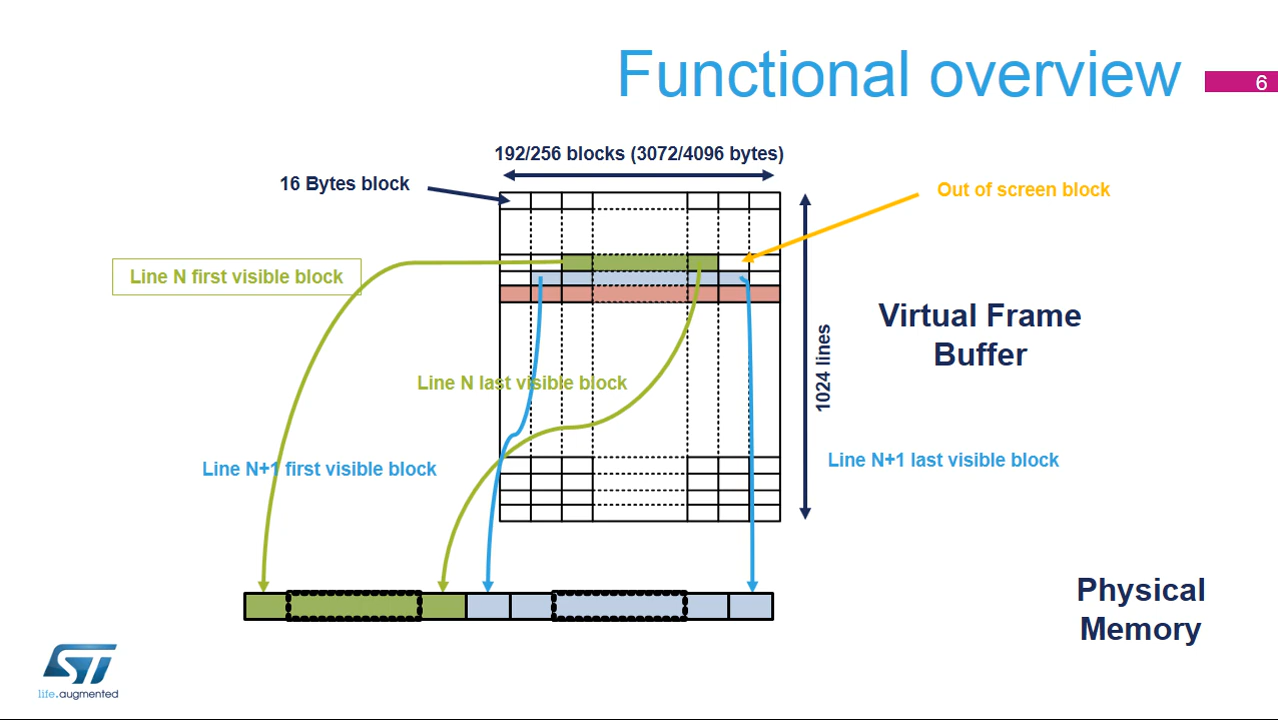 Functional overview
6
192/256 blocks (3072/4096 bytes)
16 Bytes block
Out of screen block
Line N first visible block
Virtual Frame
Buffer
1024 lines
Line N last visible block
Line N+1 first visible block
Line N+1 last visible block
Physical
Memory
ST
life.augmented